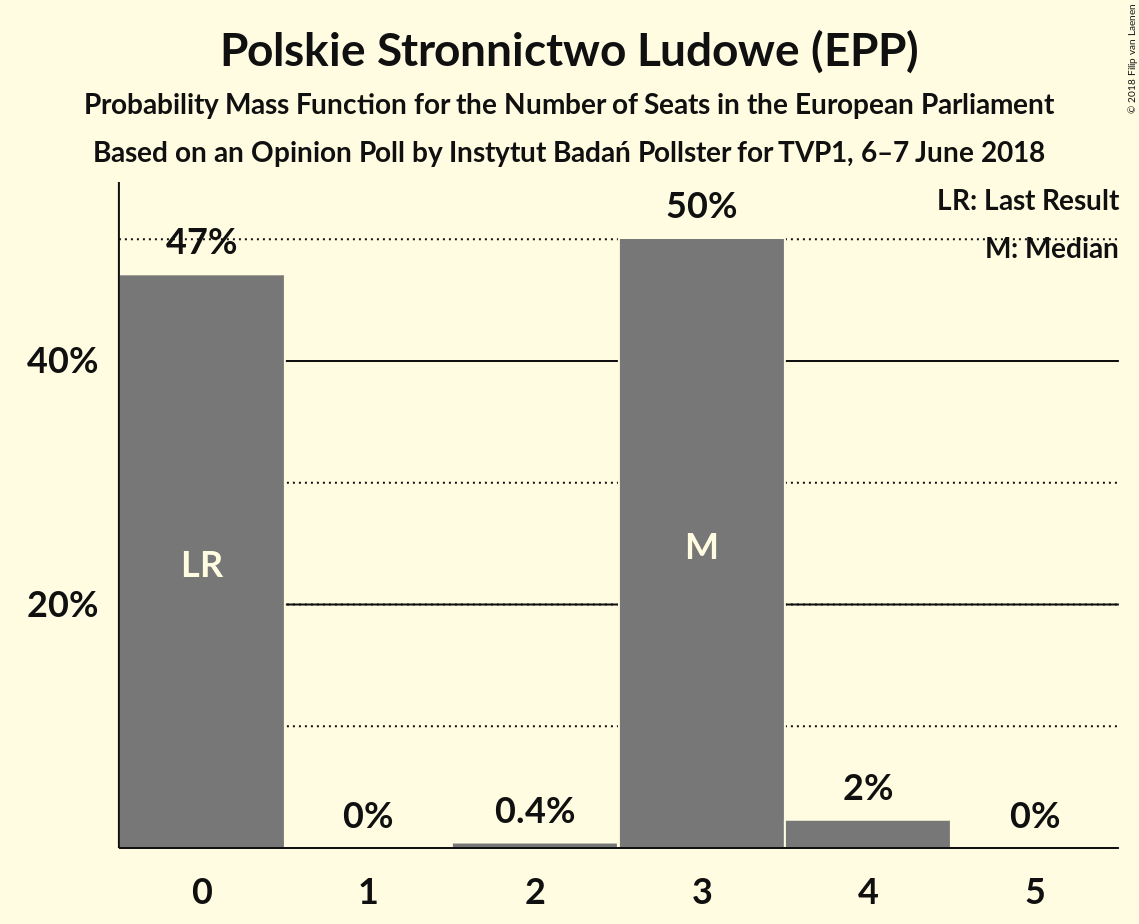 Polskie Stronnictwo Ludowe (EPP)
Probability Mass Function for the Number of Seats in the European Parliament
Based on an Opinion Poll by Instytut Badań Pollster for TVP1, 6–7 June 2018
© 2018 Filip van Laenen
LR: Last Result
M: Median
47%
50%
40%
20%
LR
M
0%
0.4%
2%
0%
0
1
2
3
4
5